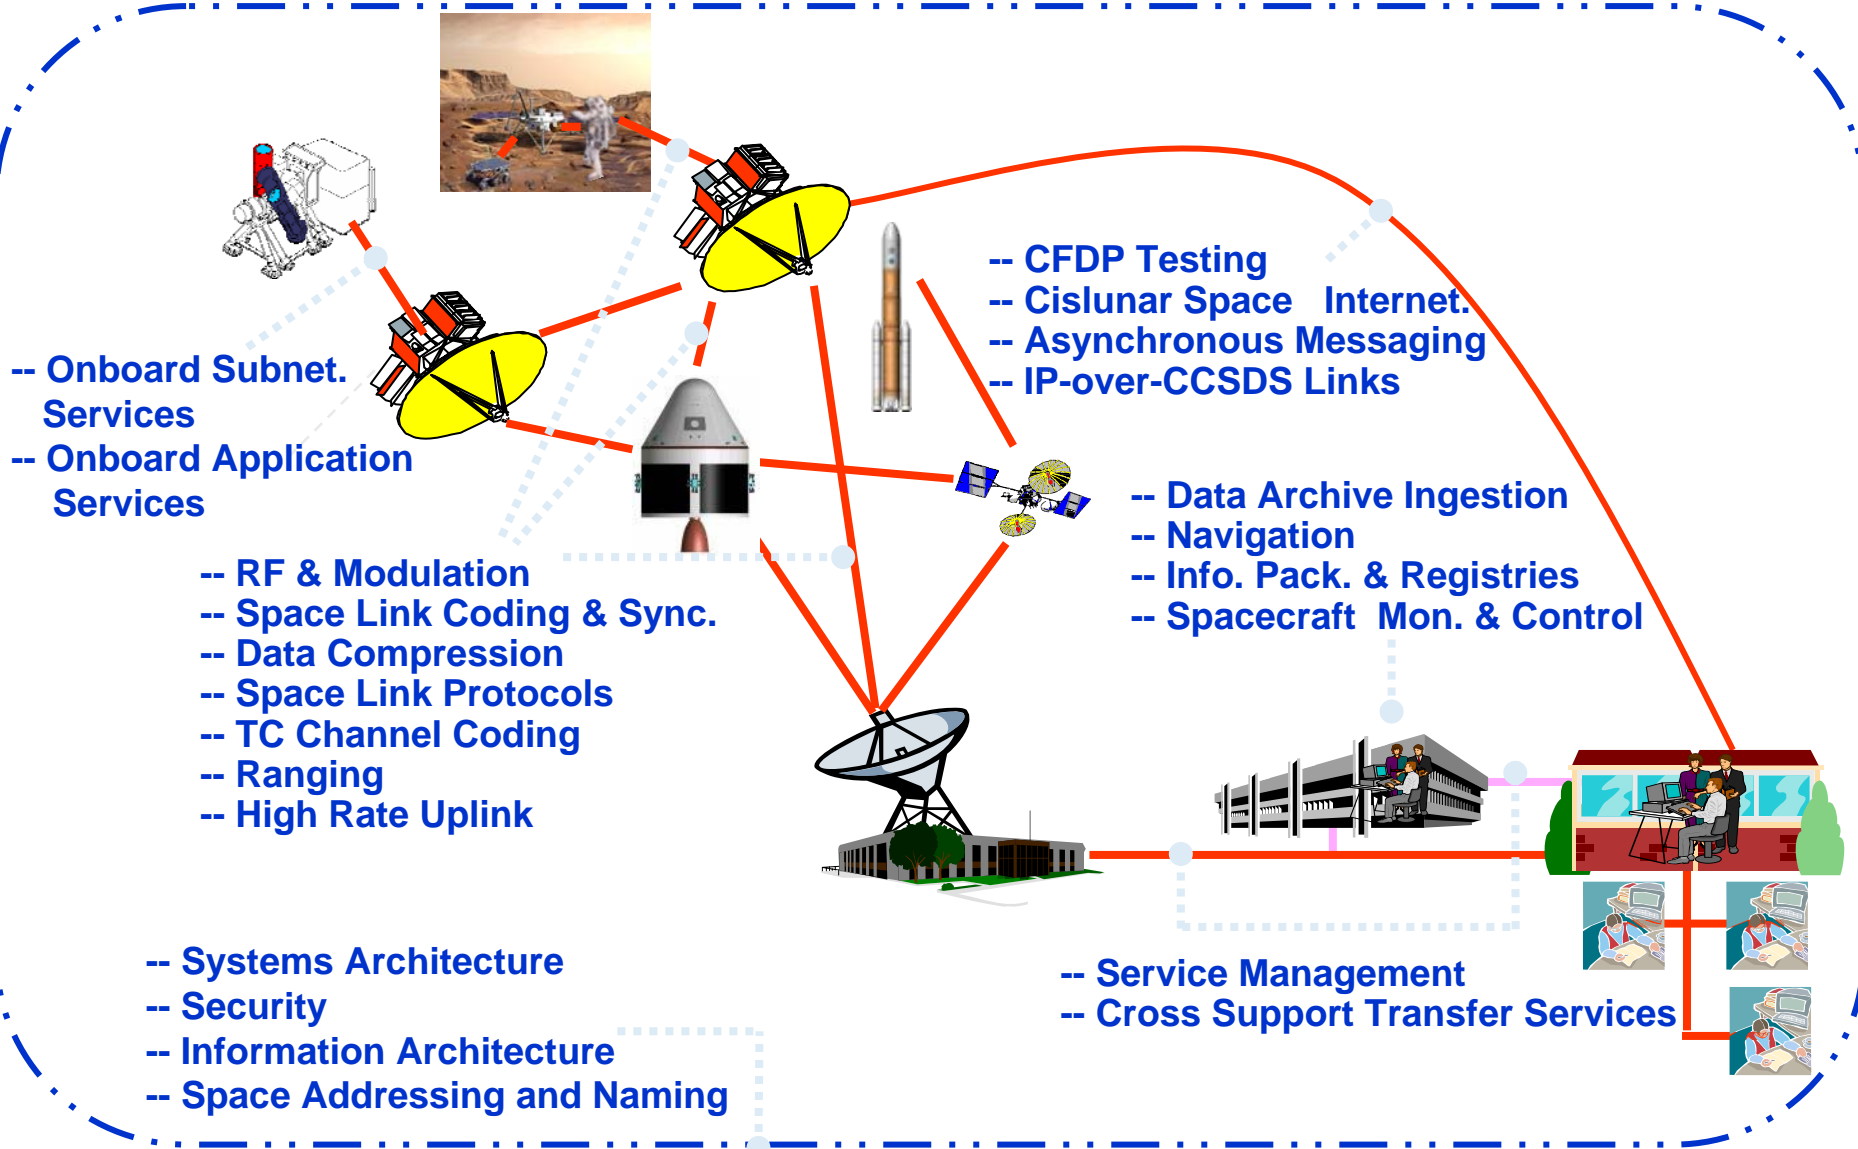 -- CFDP Testing
-- Cislunar Space Internet.
-- Asynchronous Messaging
-- IP-over-CCSDS Links
-- Onboard Subnet.
Services
-- Onboard Application
Services
-- Data Archive Ingestion
-- Navigation
-- Info. Pack. & Registries
-- Spacecraft Mon. & Control
-- RF & Modulation
-- Space Link Coding & Sync.
-- Data Compression
-- Space Link Protocols
-- TC Channel Coding
-- Ranging
-- High Rate Uplink
-- Systems Architecture
-- Security
-- Information Architecture
-- Space Addressing and Naming
-- Service Management
-- Cross Support Transfer Services